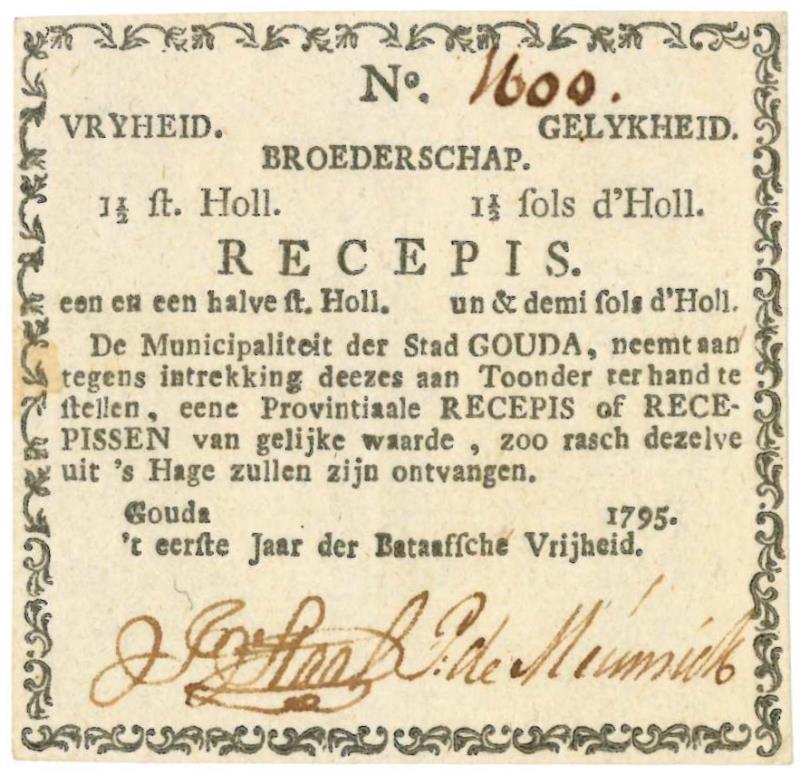 No. 1600.
VRYHEID. GELYKHEID.
BROEDERSCHAP.
1½ ſt. Holl. 1½ ſols d'Holl.
RECEPIS.
een en een halve ſt. Holl. un & demi ſols d'Holl.
De Municipaliteit der Stad GOUDA, neemt aan
tegens intrekking deezes aan Toonder ter hand te
ſtellen, eene Provintiaale RECEPIS of RECE-
PISSEN van gelijke waarde, zoo rasch dezelve
uit 's Hage zullen zijn ontvangen.
Gouda 1795.
't eerſte Jaar der Bataafſche Vrijheid.
Staal P. de